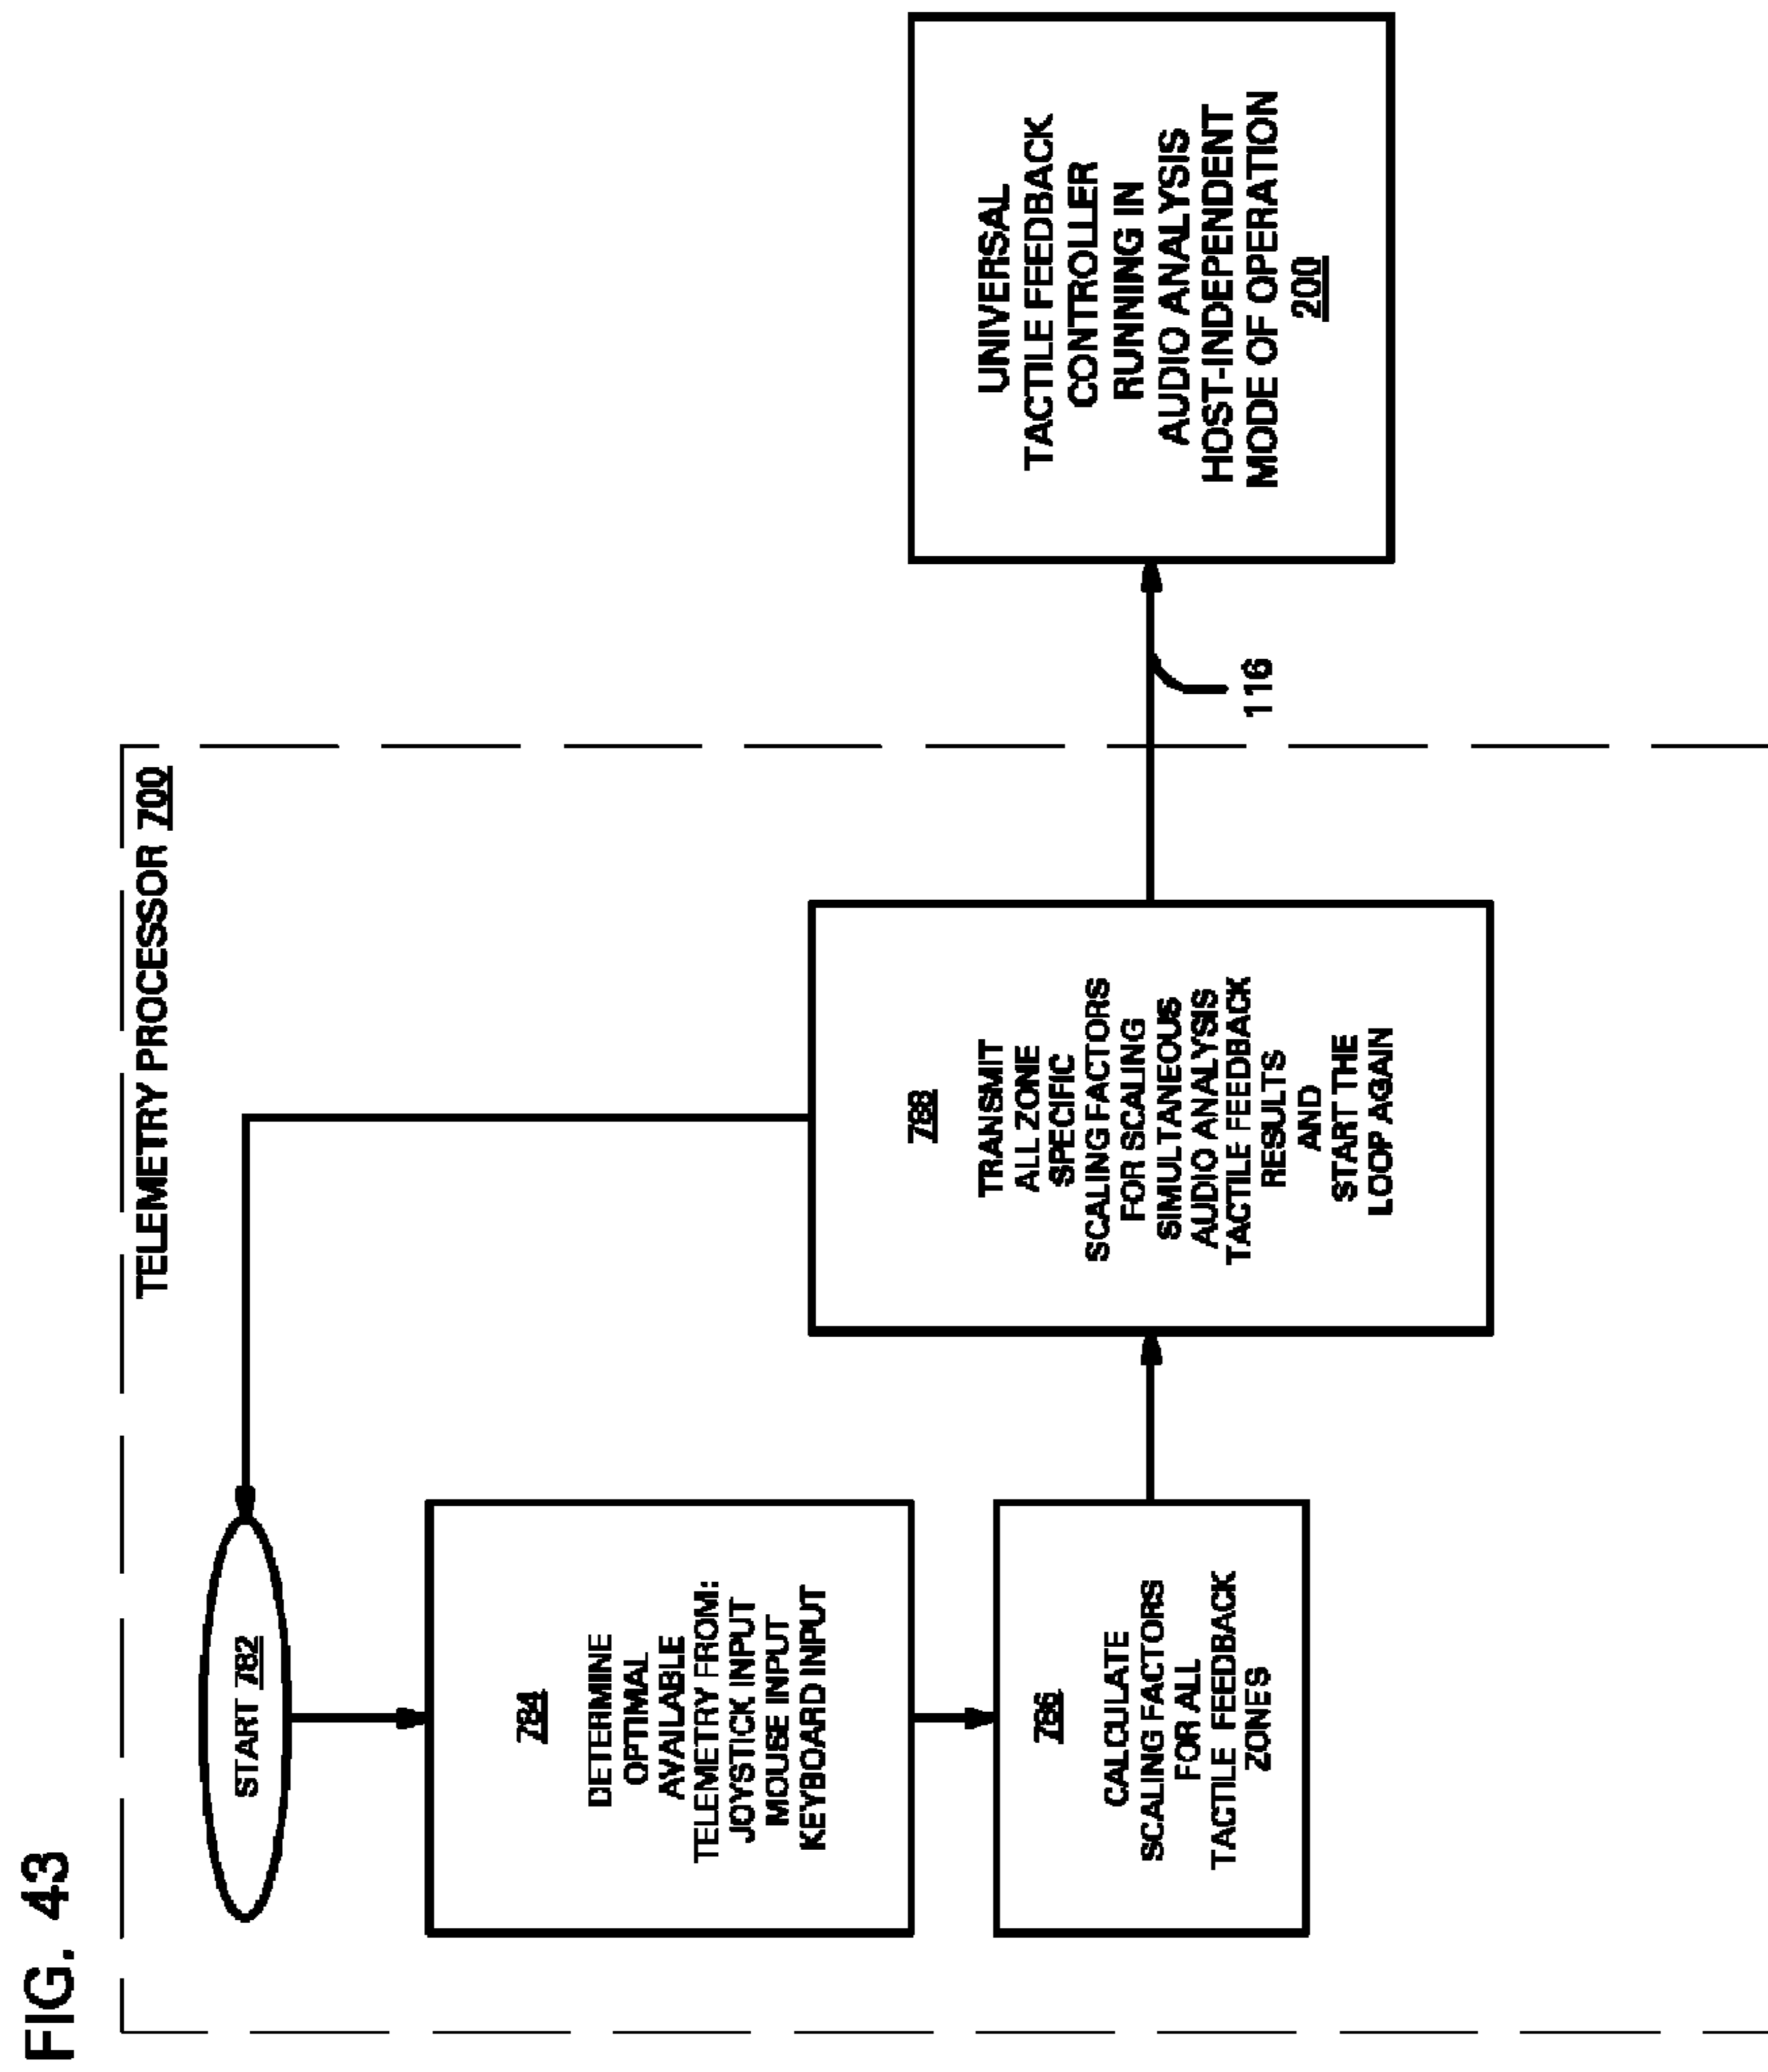 FIG. 43
TELEMETRY PROCESSOR 700
START 782
784
DETERMINE
OPTIMAL
AVAILABLE
TELEMETRY FROM:
JOYSTICK INPUT
MOUSE INPUT
KEYBOARD INPUT
786
CALCULATE
SCALING FACTORS
FOR ALL
TACTILE FEEDBACK
ZONES
788
TRANSMIT
ALL ZONE
SPECIFIC
SCALING FACTORS
FOR SCALING
SIMULTANEOUS
AUDIO ANALYSIS
TACTILE FEEDBACK
RESULTS
AND
START THE
LOOP AGAIN
116
UNIVERSAL
TACTILE FEEDBACK
CONTROLLER
RUNNING IN
AUDIO ANALYSIS
HOST-INDEPENDENT
MODE OF OPERATION
200